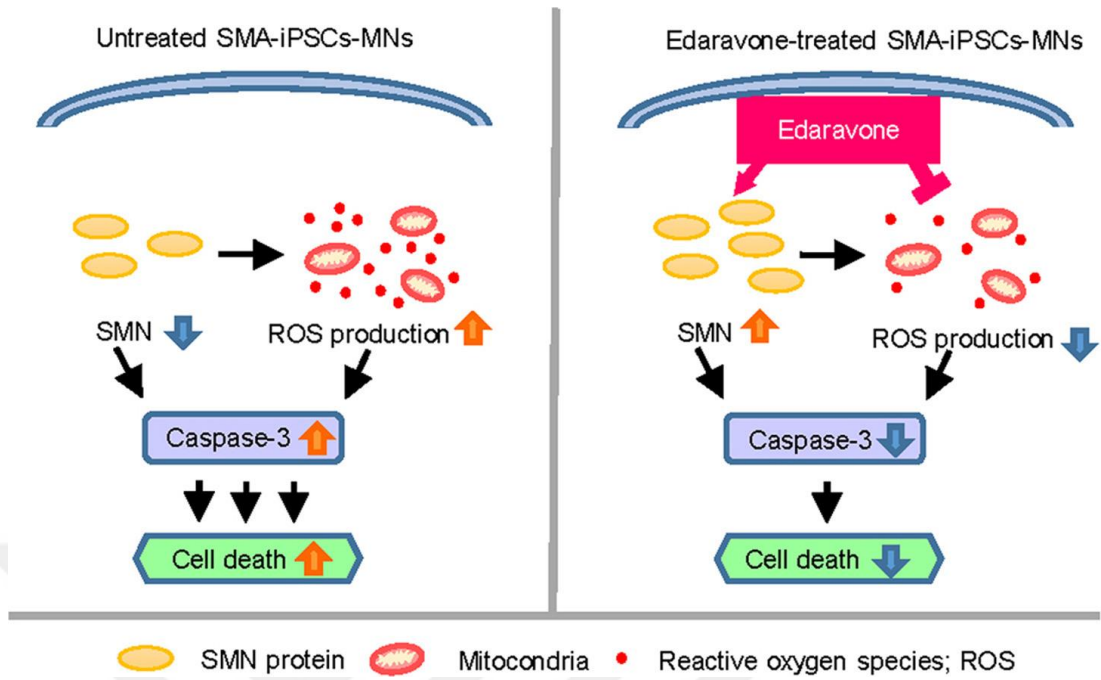 Untreated SMA-iPSCs-MNs
SMN
ROS production
Caspase-3
Cell death
Edaravone-treated SMA-iPSCs-MNs
Edaravone
SMN
ROS production
Caspase-3
Cell death
SMN protein
Mitocondria
Reactive oxygen species; ROS